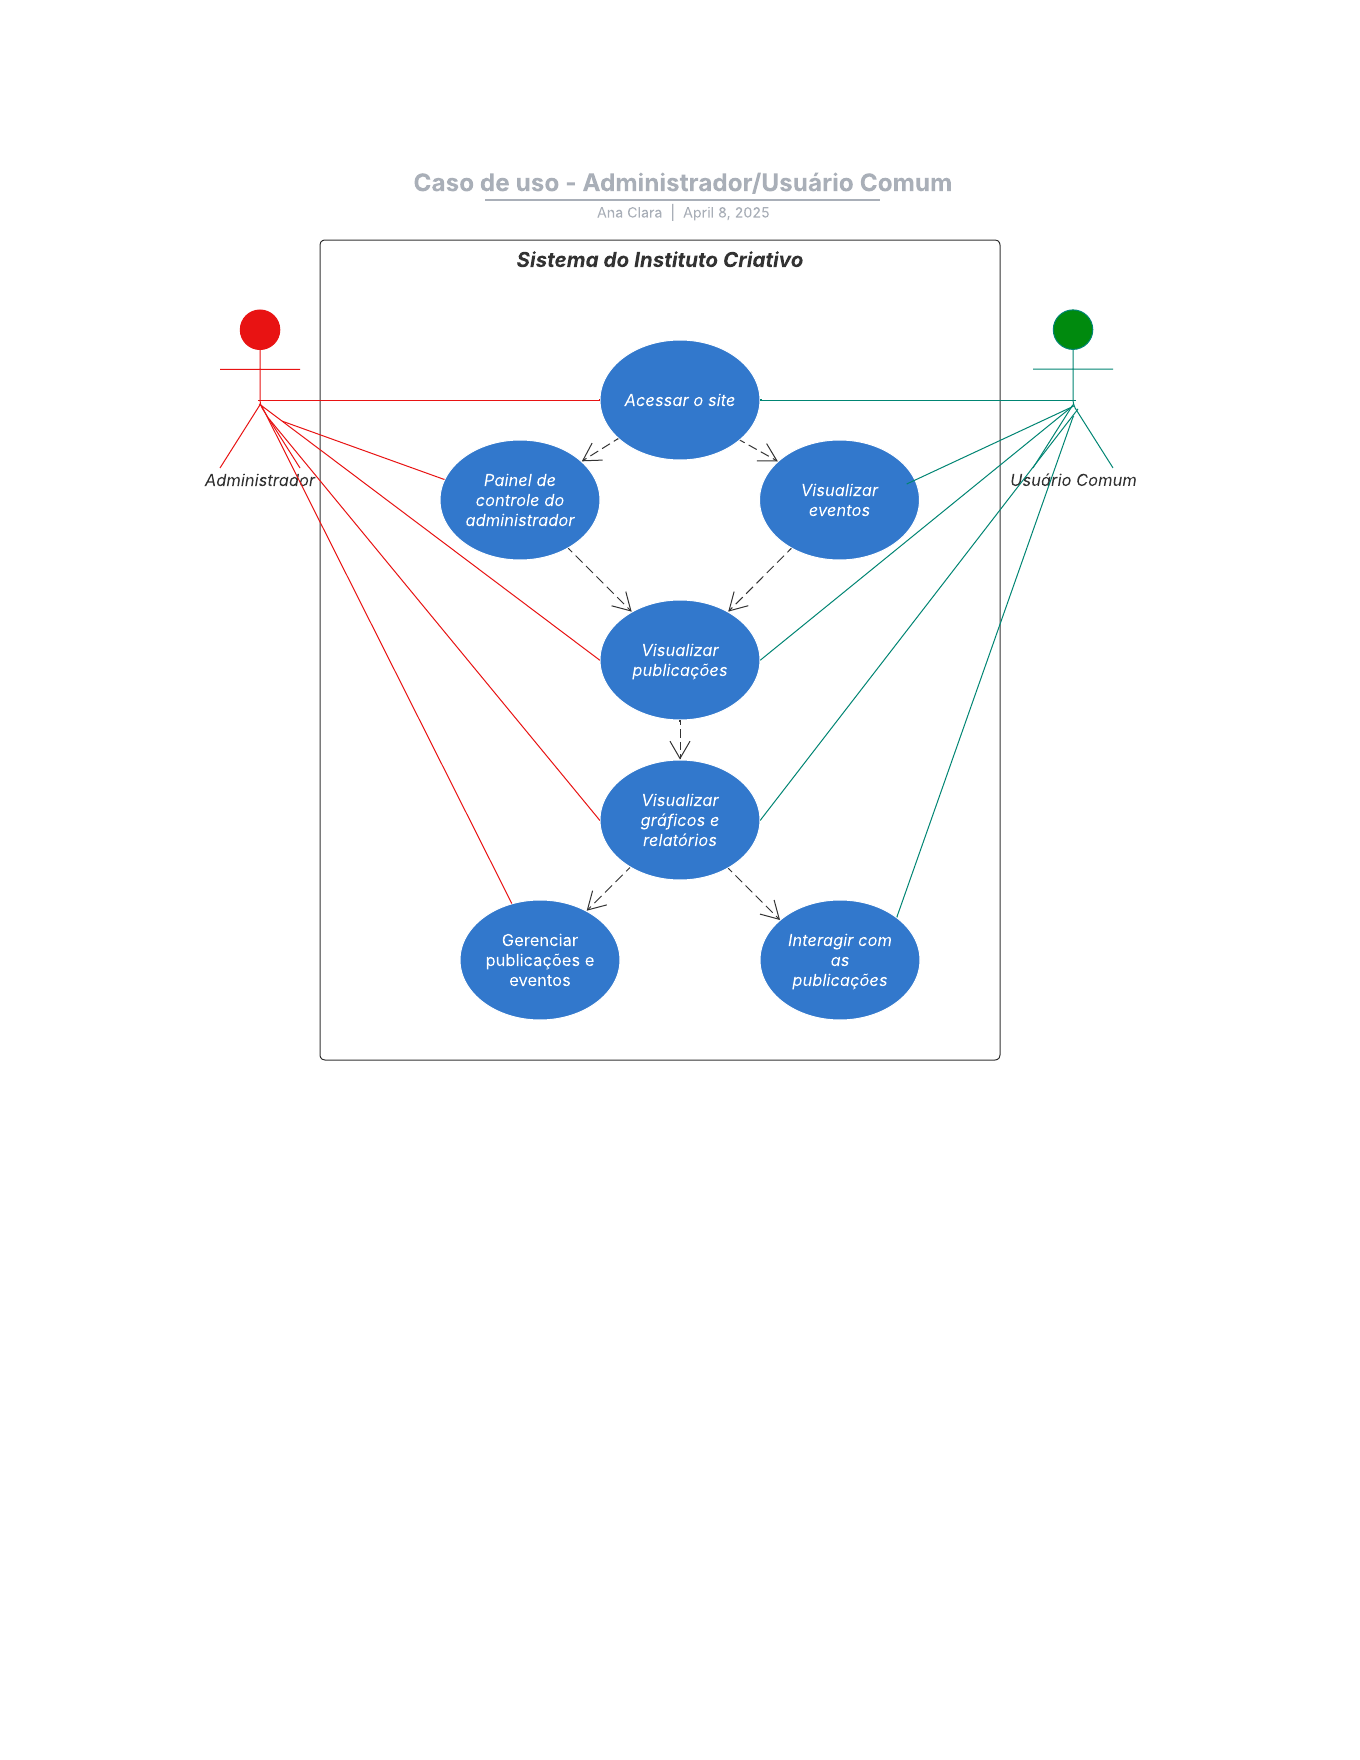 Caso de uso - Administrador/Usuário Comum
Ana Clara | April 8, 2025
Sistema do Instituto Criativo
Acessar o site
Administrador
Painel de
controle do
administrador
Visualizar
eventos
Usuário Comum
Visualizar
publicações
Visualizar
gráficos e
relatórios
Gerenciar
publicações e
eventos
Interagir com
as
publicações